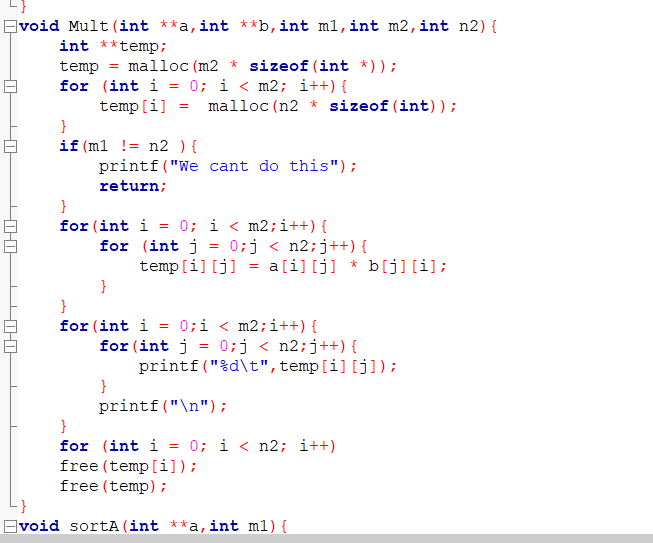 }
void Mult(int **a,int **b,int m1,int m2,int n2){
    int **temp;
    temp = malloc(m2 * sizeof(int *));
    for (int i = 0; i < m2; i++){
        temp[i] =  malloc(n2 * sizeof(int));
    }
    if(m1 != n2 ){
        printf("We cant do this");
        return;
    }
    for(int i = 0; i < m2;i++){
        for (int j = 0;j < n2;j++){
            temp[i][j] = a[i][j] * b[j][i];
        }
    }
    for(int i = 0;i < m2;i++){
        for(int j = 0;j < n2;j++){
            printf("%d\t",temp[i][j]);
        }
        printf("\n");
    }
    for (int i = 0; i < n2; i++)
    free(temp[i]);
    free(temp);
}
void sortA(int **a,int m1){